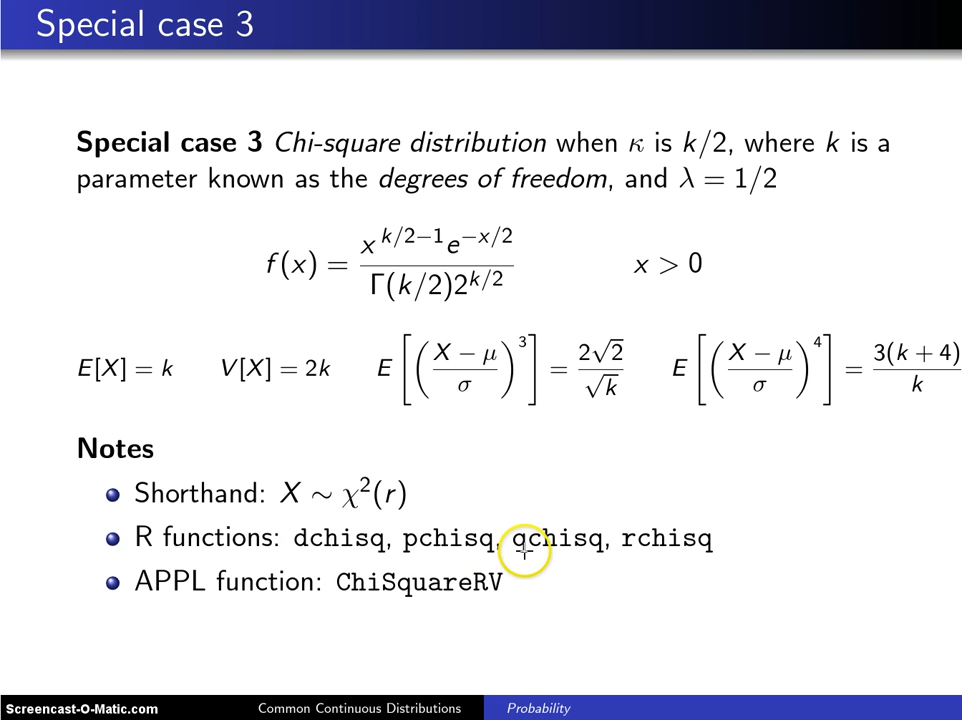 Special case 3
Special case 3 Chi-square distribution when κ is k/2, where k is a
parameter known as the degrees of freedom, and λ = 1/2
f(x) = x^{k/2−1}e^{−x/2} / Γ(k/2)2^{k/2}    x > 0
E[X] = k    V[X] = 2k    E[((X − μ)/σ)^3] = 2√2/√k    E[((X − μ)/σ)^4] = 3(k + 4)/k
Notes
Shorthand: X ∼ χ²(r)
R functions: dchisq, pchisq, qchisq, rchisq
APPL function: ChiSquareRV
Screencast-O-Matic.com    Common Continuous Distributions    Probability